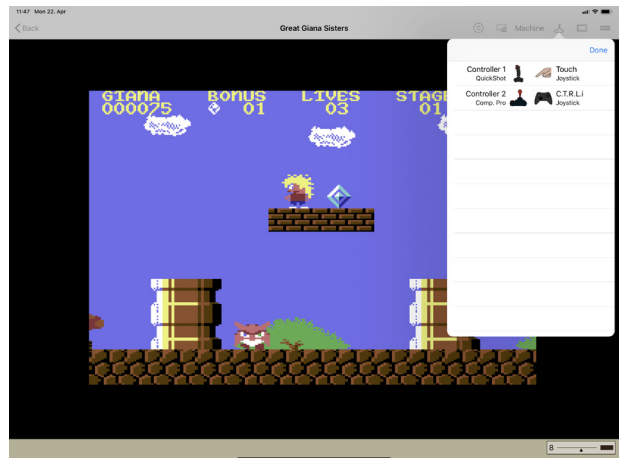 11:47 Mon 22. Apr
Back
Great Giana Sisters
Machine
Done
Controller 1
QuickShot
Touch
Joystick
Controller 2
Comp. Pro
C.T.R.L.i
Joystick
GIANA BONUS LIVES STAGE
000075 01 03 01
8